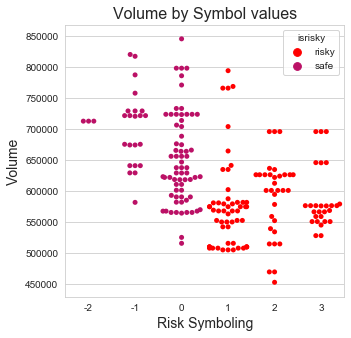 Volume by Symbol values
isrisky
risky
safe
850000
800000
750000
700000
650000
600000
550000
500000
450000
Volume
-2 -1 0 1 2 3
Risk Symboling